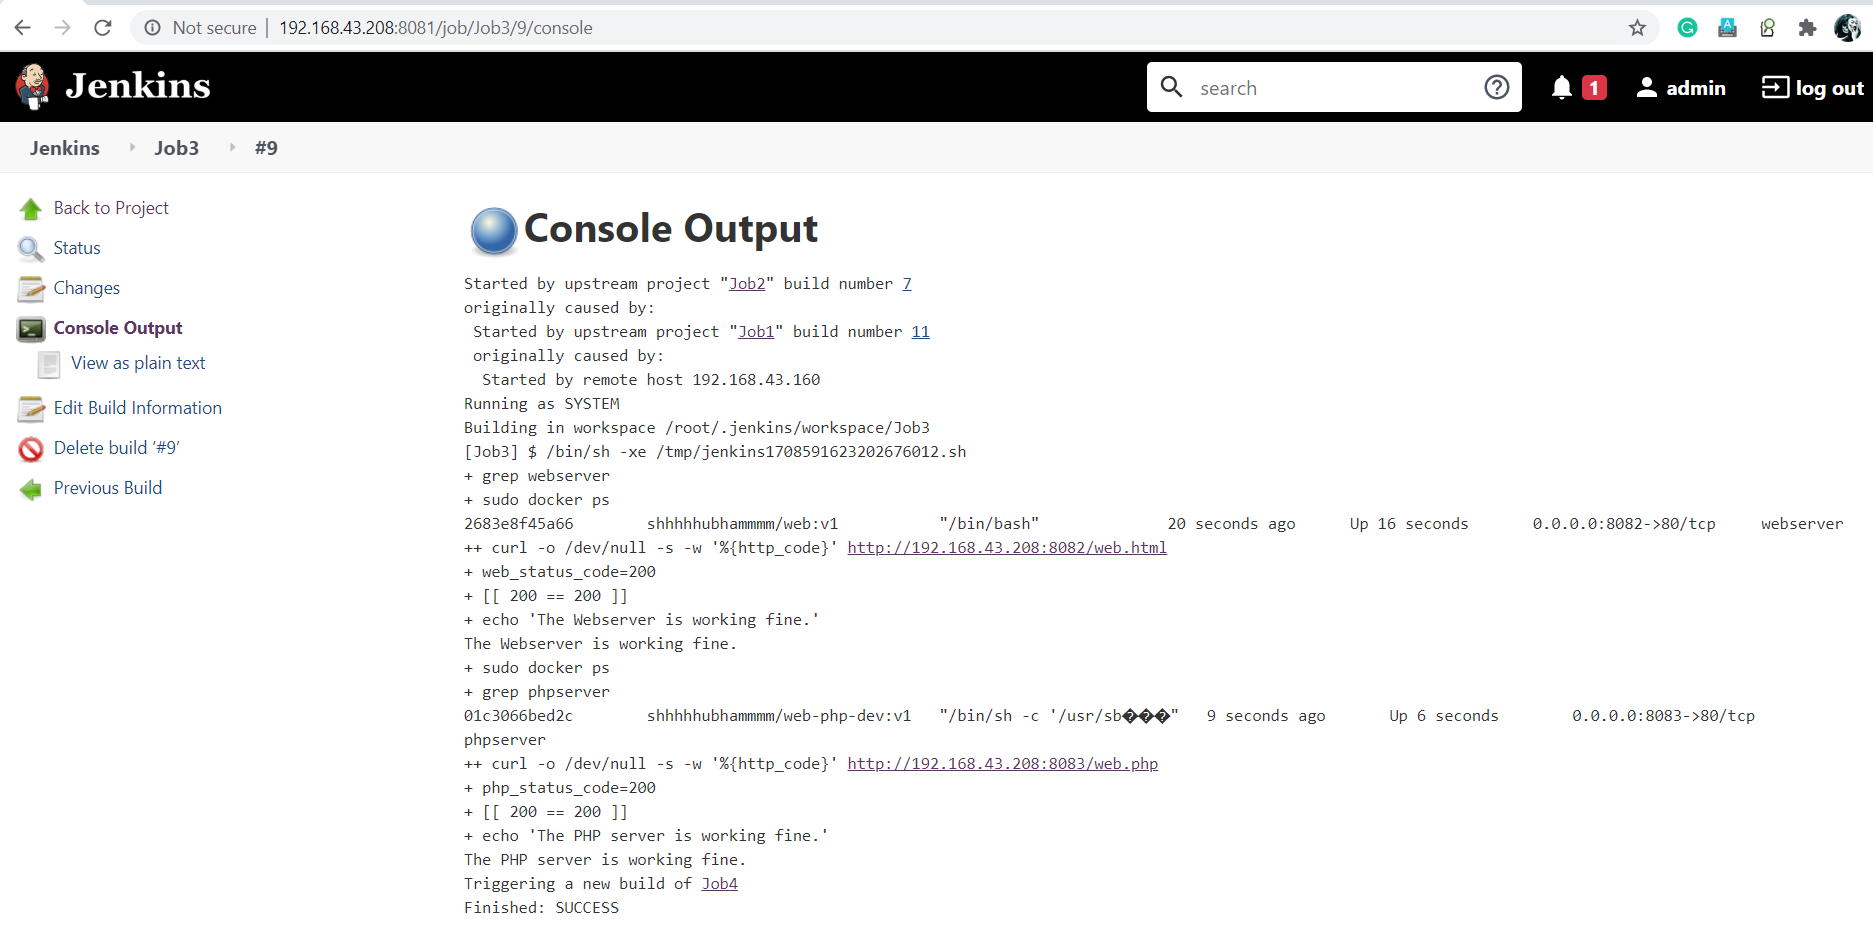 Not secure | 192.168.43.208:8081/job/Job3/9/console
Jenkins
search
1
admin
log out
Jenkins
Job3
#9
Back to Project
Status
Changes
Console Output
View as plain text
Edit Build Information
Delete build ‘#9’
Previous Build
Console Output
Started by upstream project "Job2" build number 7
originally caused by:
Started by upstream project "Job1" build number 11
originally caused by:
Started by remote host 192.168.43.160
Running as SYSTEM
Building in workspace /root/.jenkins/workspace/Job3
[Job3] $ /bin/sh -xe /tmp/jenkins1708591623202676012.sh
+ grep webserver
+ sudo docker ps
2683e8f45a66 shhhhhubhammmm/web:v1 "/bin/bash" 20 seconds ago Up 16 seconds 0.0.0.0:8082->80/tcp webserver
++ curl -o /dev/null -s -w '%{http_code}' http://192.168.43.208:8082/web.html
+ web_status_code=200
+ [[ 200 == 200 ]]
+ echo 'The Webserver is working fine.'
The Webserver is working fine.
+ sudo docker ps
+ grep phpserver
01c3066bed2c shhhhhubhammmm/web-php-dev:v1 "/bin/sh -c '/usr/sb���" 9 seconds ago Up 6 seconds 0.0.0.0:8083->80/tcp
phpserver
++ curl -o /dev/null -s -w '%{http_code}' http://192.168.43.208:8083/web.php
+ php_status_code=200
+ [[ 200 == 200 ]]
+ echo 'The PHP server is working fine.'
The PHP server is working fine.
Triggering a new build of Job4
Finished: SUCCESS